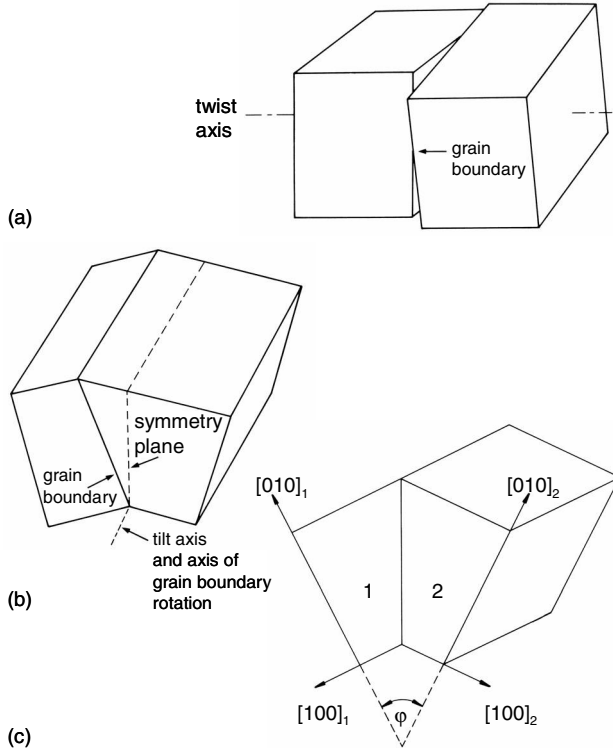 twist
axis
grain
boundary
(a)
symmetry
plane
grain
boundary
tilt axis
and axis of
grain boundary
rotation
(b)
[010]₁
[010]₂
1
2
[100]₁
φ
[100]₂
(c)